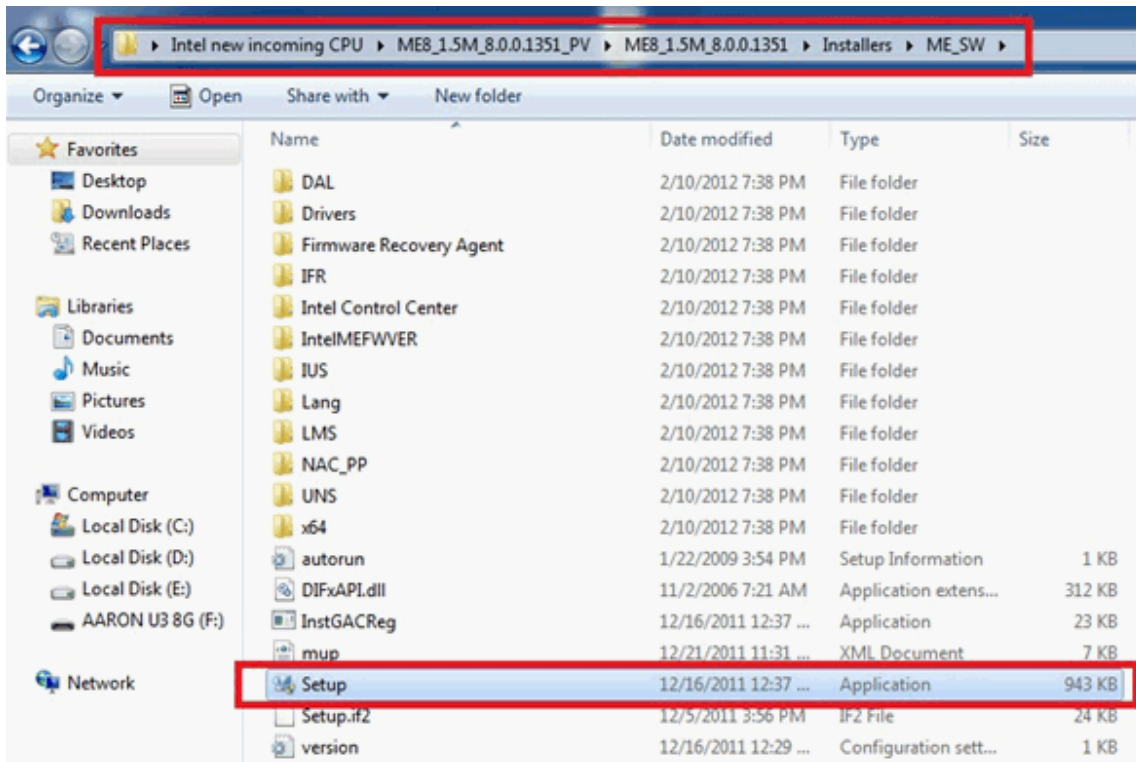 Intel new incoming CPU ▸ ME8_1.5M_8.0.0.1351_PV ▸ ME8_1.5M_8.0.0.1351 ▸ Installers ▸ ME_SW ▸
Organize Open Share with New folder
Name Date modified Type Size
Favorites
Desktop
Downloads
Recent Places
Libraries
Documents
Music
Pictures
Videos
Computer
Local Disk (C:)
Local Disk (D:)
Local Disk (E:)
AARON U3 8G (F:)
Network
DAL 2/10/2012 7:38 PM File folder
Drivers 2/10/2012 7:38 PM File folder
Firmware Recovery Agent 2/10/2012 7:38 PM File folder
IFR 2/10/2012 7:38 PM File folder
Intel Control Center 2/10/2012 7:38 PM File folder
IntelMEFWVER 2/10/2012 7:38 PM File folder
IUS 2/10/2012 7:38 PM File folder
Lang 2/10/2012 7:38 PM File folder
LMS 2/10/2012 7:38 PM File folder
NAC_PP 2/10/2012 7:38 PM File folder
UNS 2/10/2012 7:38 PM File folder
x64 2/10/2012 7:38 PM File folder
autorun 1/22/2009 3:54 PM Setup Information 1 KB
DIFxAPI.dll 11/2/2006 7:21 AM Application extens... 312 KB
InstGACReg 12/16/2011 12:37 ... Application 23 KB
mup 12/21/2011 11:31 ... XML Document 7 KB
Setup 12/16/2011 12:37 ... Application 943 KB
Setup.if2 12/5/2011 3:56 PM IF2 File 24 KB
version 12/16/2011 12:29 ... Configuration sett... 1 KB